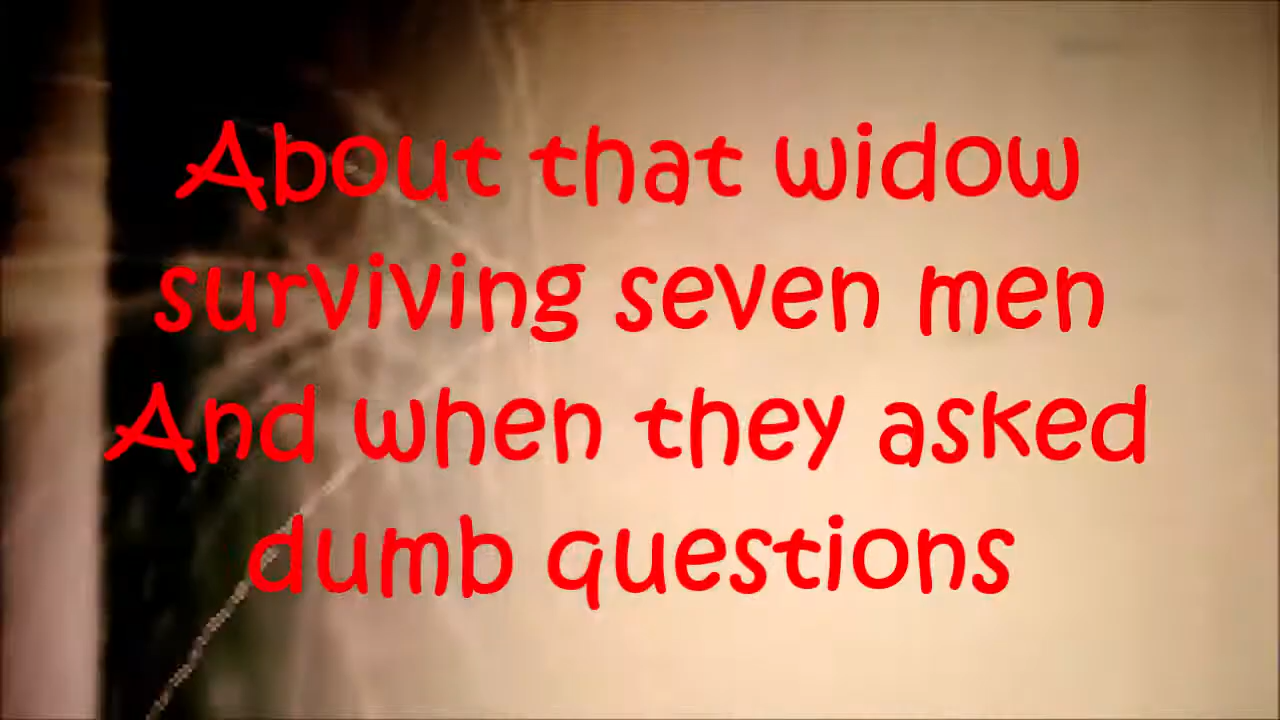 About that widow
surviving seven men
And when they asked
dumb questions